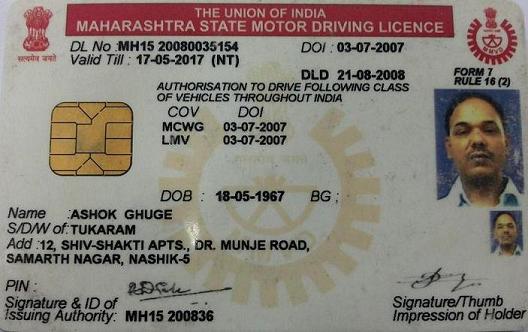 THE UNION OF INDIA
MAHARASHTRA STATE MOTOR DRIVING LICENCE
DL No :MH15 20080035154 DOI : 03-07-2007
Valid Till : 17-05-2017 (NT)
DLD 21-08-2008
FORM 7
RULE 16 (2)
AUTHORISATION TO DRIVE FOLLOWING CLASS
OF VEHICLES THROUGHOUT INDIA
COV DOI
MCWG 03-07-2007
LMV 03-07-2007
DOB : 18-05-1967 BG :
Name :ASHOK GHUGE
S/D/W of:TUKARAM
Add :12, SHIV-SHAKTI APTS., DR. MUNJE ROAD,
SAMARTH NAGAR, NASHIK-5
PIN :
Signature & ID of
Issuing Authority: MH15 200836
Signature/Thumb
Impression of Holder
सत्यमेव जयते